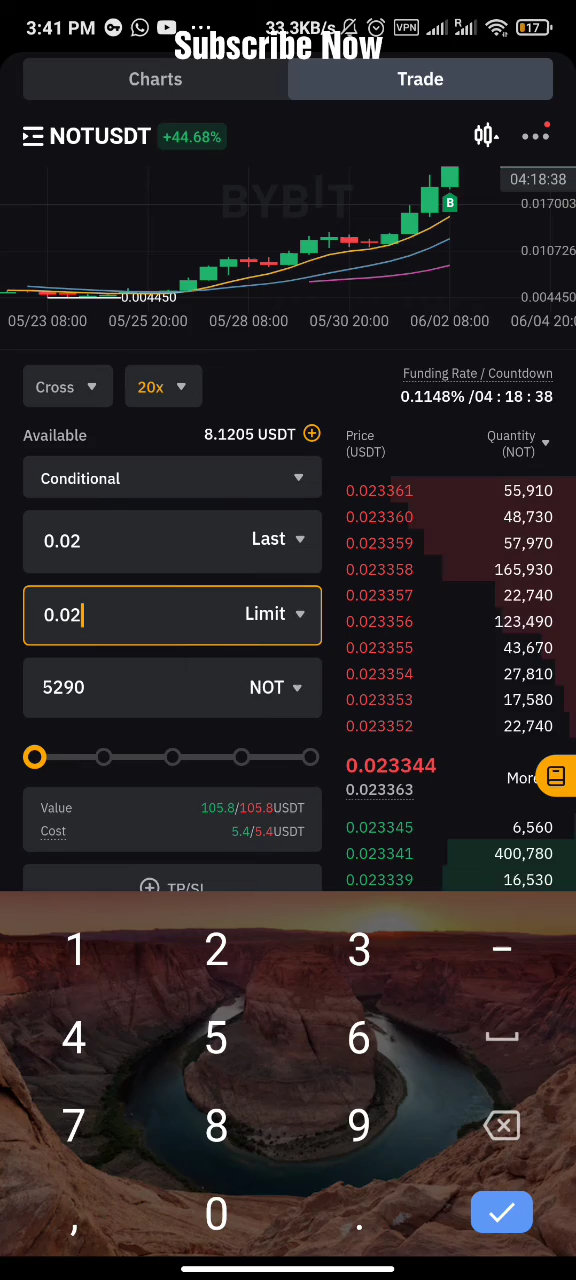 3:41 PM ... 33.3KB/s VPN R 17
Subscribe Now
Charts Trade
NOTUSDT +44.68%
BYBIT
04:18:38
0.017003
B
0.010726
0.004450 0.004450
05/23 08:00 05/25 20:00 05/28 08:00 05/30 20:00 06/02 08:00 06/04 20:
Cross 20x
Funding Rate / Countdown
0.1148% /04 : 18 : 38
Available 8.1205 USDT
Conditional
0.02 Last
0.02 Limit
5290 NOT
Value 105.8/105.8USDT
Cost 5.4/5.4USDT
TP/SL
Price Quantity
(USDT) (NOT)
0.023361 55,910
0.023360 48,730
0.023359 57,970
0.023358 165,930
0.023357 22,740
0.023356 123,490
0.023355 43,670
0.023354 27,810
0.023353 17,580
0.023352 22,740
0.023344
0.023363 More
0.023345 6,560
0.023341 400,780
0.023339 16,530
1 2 3 −
4 5 6
7 8 9
, 0 .